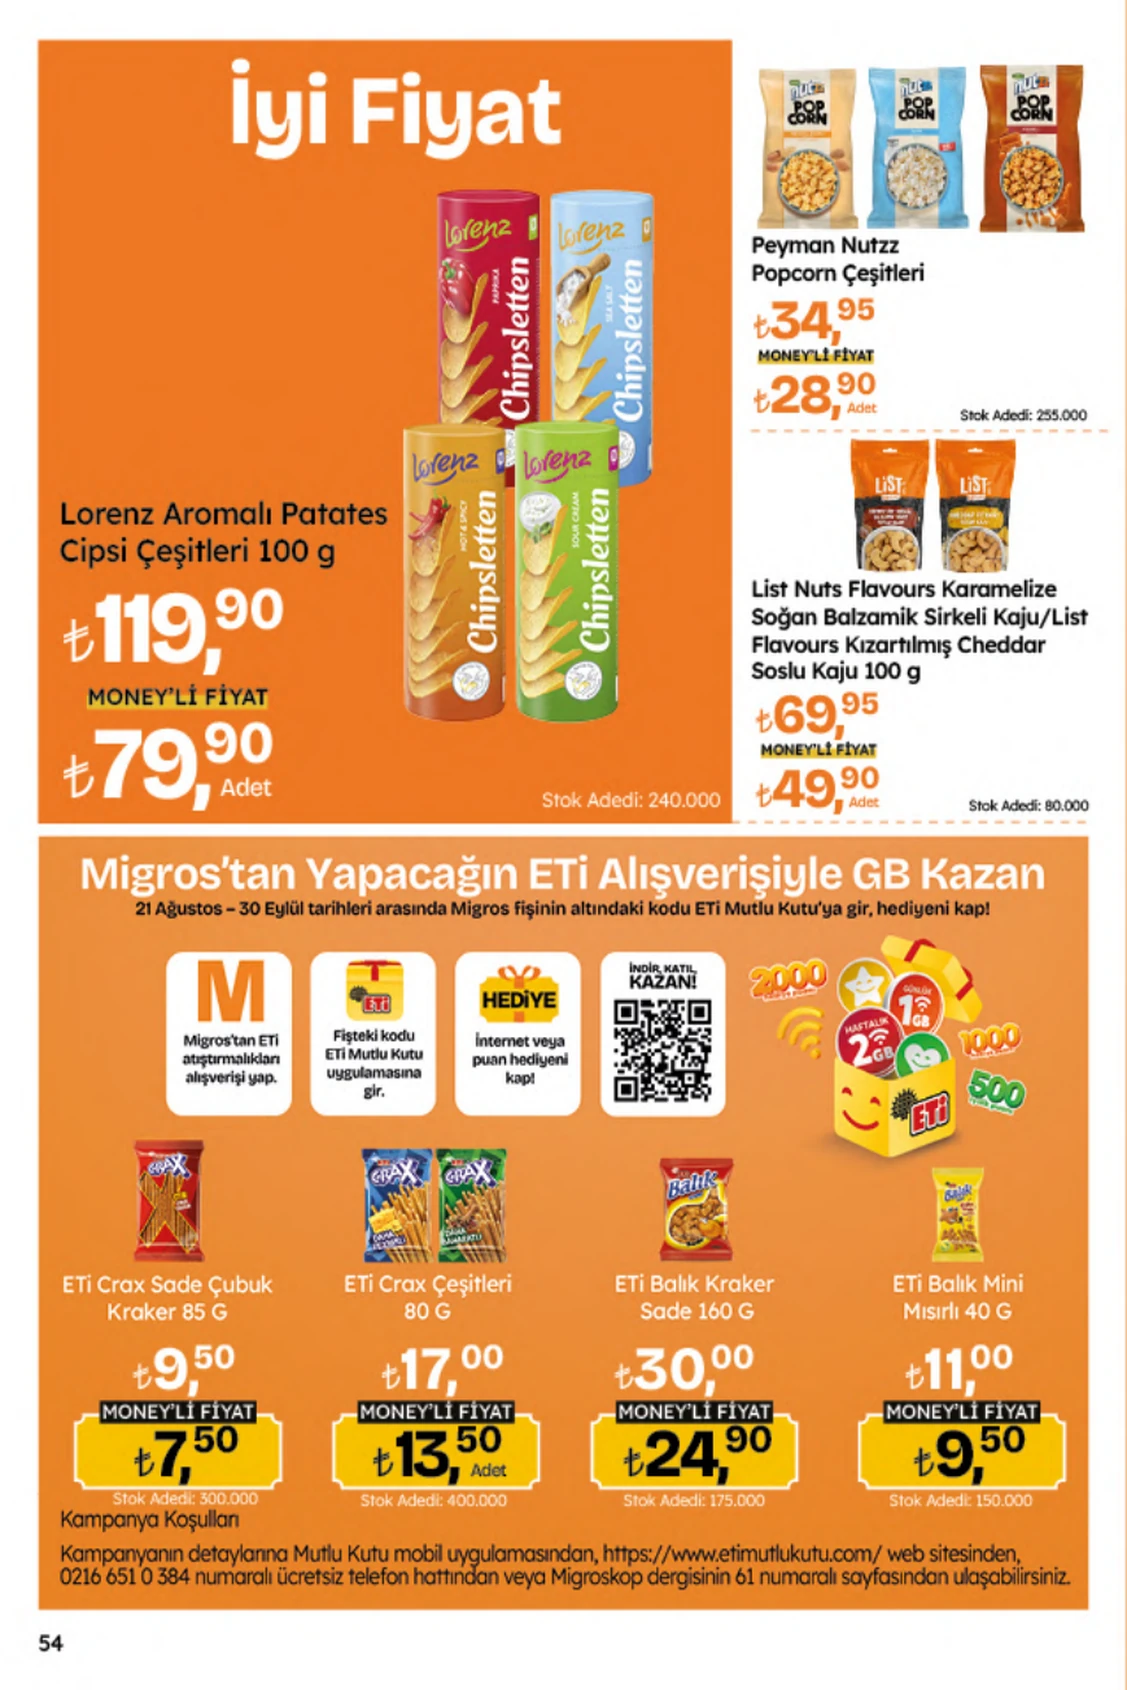 İyi Fiyat
Lorenz
PAPRIKA
Chipsletten
Lorenz
SEA SALT
Chipsletten
Lorenz
HOT & SPICY
Chipsletten
Lorenz
SOUR CREAM
Chipsletten
Lorenz Aromalı Patates
Cipsi Çeşitleri 100 g
₺119,90
MONEY'Lİ FİYAT
₺79,90
Adet
Stok Adedi: 240.000
POP
CORN
POP
CORN
POP
CORN
Peyman Nutzz
Popcorn Çeşitleri
₺34,95
MONEY'Lİ FİYAT
₺28,90
Adet
Stok Adedi: 255.000
LiST
LiST
List Nuts Flavours Karamelize
Soğan Balzamik Sirkeli Kaju/List
Flavours Kızartılmış Cheddar
Soslu Kaju 100 g
₺69,95
MONEY'Lİ FİYAT
₺49,90
Adet
Stok Adedi: 80.000
Migros'tan Yapacağın ETi Alışverişiyle GB Kazan
21 Ağustos – 30 Eylül tarihleri arasında Migros fişinin altındaki kodu ETi Mutlu Kutu'ya gir, hediyeni kap!
M
Migros'tan ETi
atıştırmalıkları
alışverişi yap.
ETi
Fişteki kodu
ETi Mutlu Kutu
uygulamasına
gir.
HEDİYE
İnternet veya
puan hediyeni
kap!
İNDİR, KATIL,
KAZAN!
2000
GÜNLÜK
1GB
HAFTALIK
2GB
1000
500
ETi
CRAX
CRAX
CRAX
Balık
Balık
ETi Crax Sade Çubuk
Kraker 85 G
₺9,50
MONEY'Lİ FİYAT
₺7,50
Stok Adedi: 300.000
ETi Crax Çeşitleri
80 G
₺17,00
MONEY'Lİ FİYAT
₺13,50
Adet
Stok Adedi: 400.000
ETi Balık Kraker
Sade 160 G
₺30,00
MONEY'Lİ FİYAT
₺24,90
Stok Adedi: 175.000
ETi Balık Mini
Mısırlı 40 G
₺11,00
MONEY'Lİ FİYAT
₺9,50
Stok Adedi: 150.000
Kampanya Koşulları
Kampanyanın detaylarına Mutlu Kutu mobil uygulamasından, https://www.etimutlukutu.com/ web sitesinden,
0216 651 0 384 numaralı ücretsiz telefon hattından veya Migroskop dergisinin 61 numaralı sayfasından ulaşabilirsiniz.
54